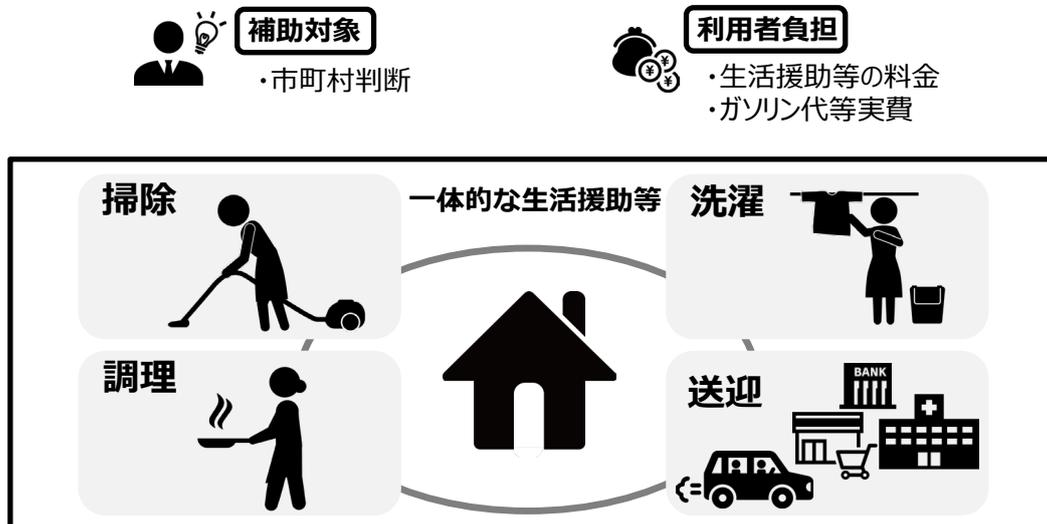 補助対象
・市町村判断
利用者負担
・生活援助等の料金
・ガソリン代等実費
掃除
一体的な生活援助等
洗濯
調理
送迎
BANK